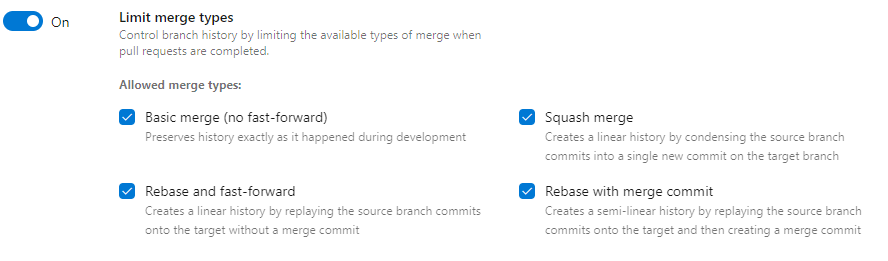 On
Limit merge types
Control branch history by limiting the available types of merge when
pull requests are completed.
Allowed merge types:
Basic merge (no fast-forward)
Preserves history exactly as it happened during development
Squash merge
Creates a linear history by condensing the source branch
commits into a single new commit on the target branch
Rebase and fast-forward
Creates a linear history by replaying the source branch commits
onto the target without a merge commit
Rebase with merge commit
Creates a semi-linear history by replaying the source branch
commits onto the target and then creating a merge commit